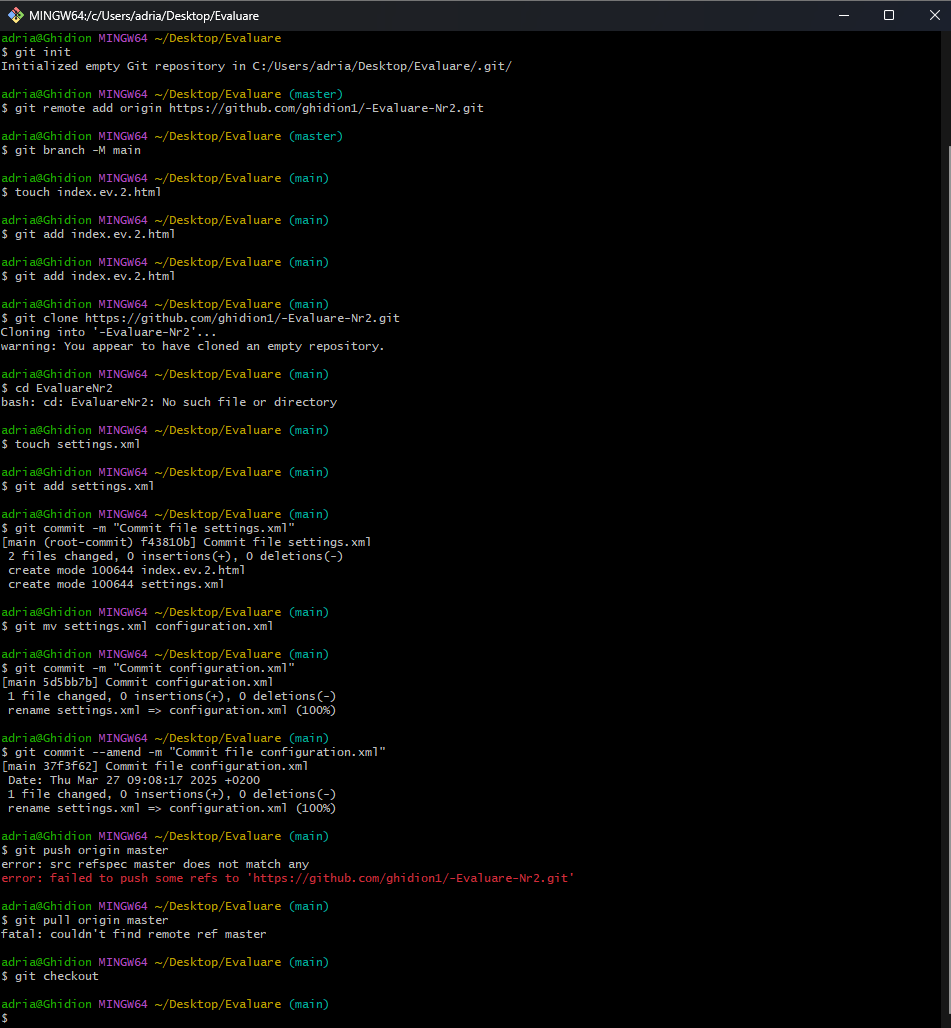 MINGW64:/c/Users/adria/Desktop/Evaluare
adria@Ghidion MINGW64 ~/Desktop/Evaluare
$ git init
Initialized empty Git repository in C:/Users/adria/Desktop/Evaluare/.git/
adria@Ghidion MINGW64 ~/Desktop/Evaluare (master)
$ git remote add origin https://github.com/ghidion1/-Evaluare-Nr2.git
adria@Ghidion MINGW64 ~/Desktop/Evaluare (master)
$ git branch -M main
adria@Ghidion MINGW64 ~/Desktop/Evaluare (main)
$ touch index.ev.2.html
adria@Ghidion MINGW64 ~/Desktop/Evaluare (main)
$ git add index.ev.2.html
adria@Ghidion MINGW64 ~/Desktop/Evaluare (main)
$ git add index.ev.2.html
adria@Ghidion MINGW64 ~/Desktop/Evaluare (main)
$ git clone https://github.com/ghidion1/-Evaluare-Nr2.git
Cloning into '-Evaluare-Nr2'...
warning: You appear to have cloned an empty repository.
adria@Ghidion MINGW64 ~/Desktop/Evaluare (main)
$ cd EvaluareNr2
bash: cd: EvaluareNr2: No such file or directory
adria@Ghidion MINGW64 ~/Desktop/Evaluare (main)
$ touch settings.xml
adria@Ghidion MINGW64 ~/Desktop/Evaluare (main)
$ git add settings.xml
adria@Ghidion MINGW64 ~/Desktop/Evaluare (main)
$ git commit -m "Commit file settings.xml"
[main (root-commit) f43810b] Commit file settings.xml
 2 files changed, 0 insertions(+), 0 deletions(-)
 create mode 100644 index.ev.2.html
 create mode 100644 settings.xml
adria@Ghidion MINGW64 ~/Desktop/Evaluare (main)
$ git mv settings.xml configuration.xml
adria@Ghidion MINGW64 ~/Desktop/Evaluare (main)
$ git commit -m "Commit configuration.xml"
[main 5d5bb7b] Commit configuration.xml
 1 file changed, 0 insertions(+), 0 deletions(-)
 rename settings.xml => configuration.xml (100%)
adria@Ghidion MINGW64 ~/Desktop/Evaluare (main)
$ git commit --amend -m "Commit file configuration.xml"
[main 37f3f62] Commit file configuration.xml
 Date: Thu Mar 27 09:08:17 2025 +0200
 1 file changed, 0 insertions(+), 0 deletions(-)
 rename settings.xml => configuration.xml (100%)
adria@Ghidion MINGW64 ~/Desktop/Evaluare (main)
$ git push origin master
error: src refspec master does not match any
error: failed to push some refs to 'https://github.com/ghidion1/-Evaluare-Nr2.git'
adria@Ghidion MINGW64 ~/Desktop/Evaluare (main)
$ git pull origin master
fatal: couldn't find remote ref master
adria@Ghidion MINGW64 ~/Desktop/Evaluare (main)
$ git checkout
adria@Ghidion MINGW64 ~/Desktop/Evaluare (main)
$